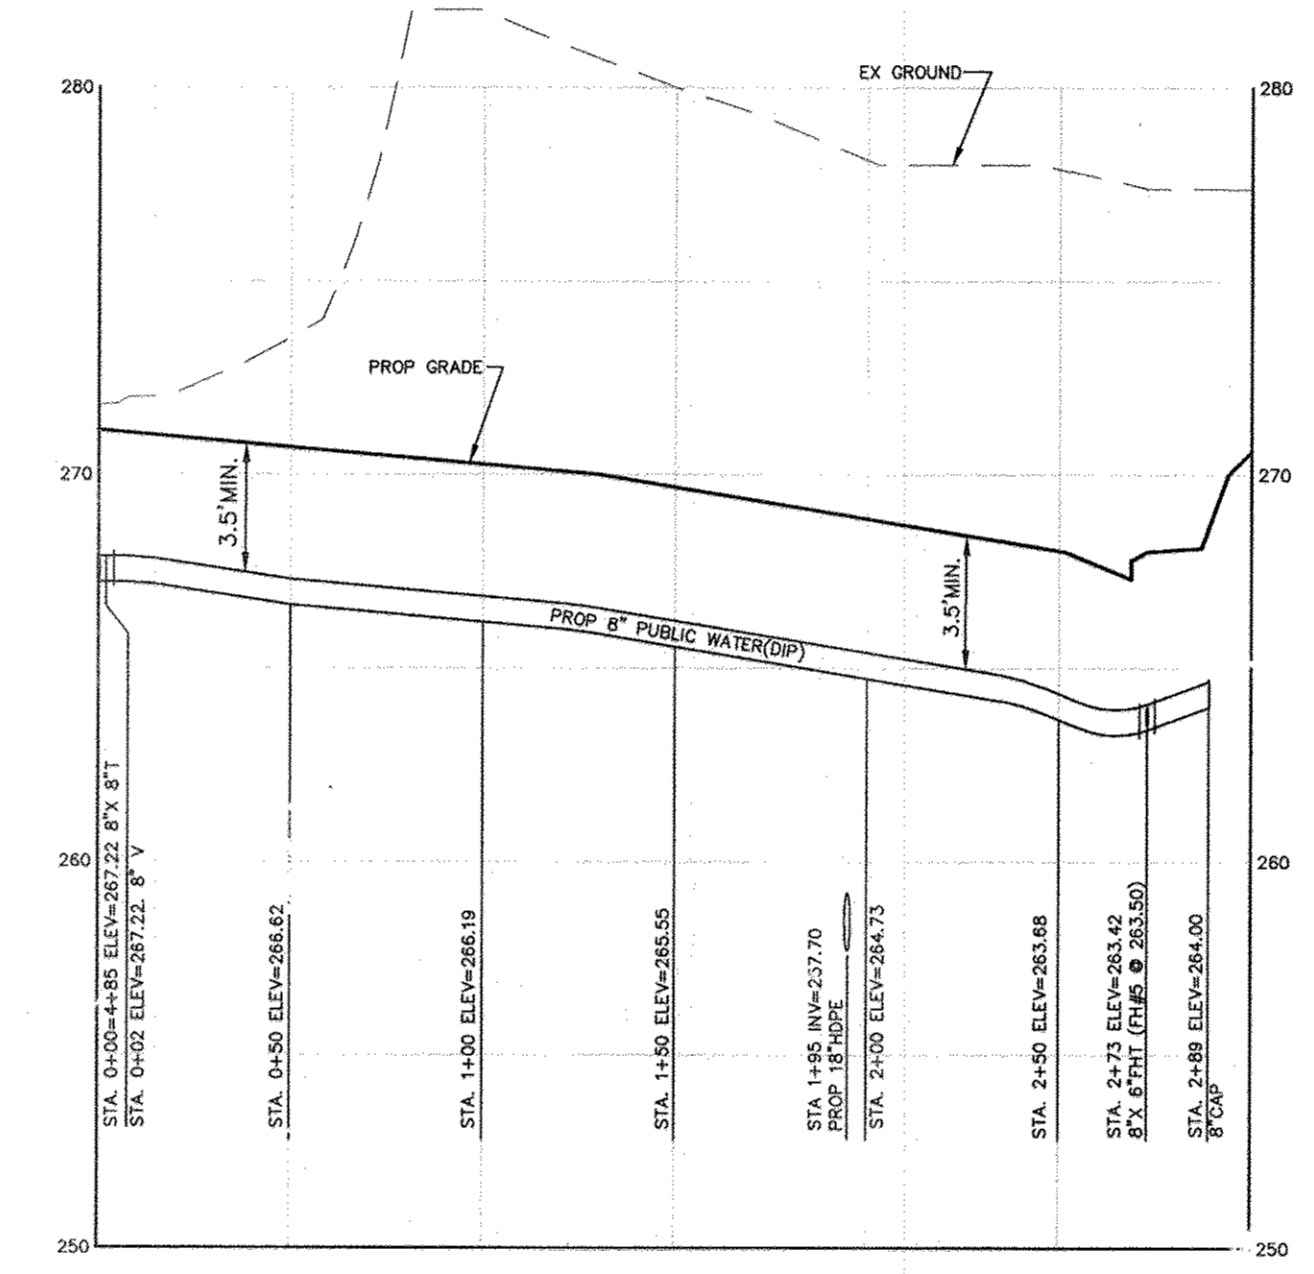 280
EX GROUND
280
PROP GRADE
270
3.5'MIN.
270
3.5'MIN.
PROP 8" PUBLIC WATER(DIP)
260
260
STA. 0+00=4+85 ELEV=267.22 8"X 8"T
STA. 0+02 ELEV=267.22 8" V
STA. 0+50 ELEV=266.62
STA. 1+00 ELEV=266.19
STA. 1+50 ELEV=265.55
STA 1+95 INV=257.70
PROP 18"HDPE
STA. 2+00 ELEV=264.73
STA. 2+50 ELEV=263.68
STA. 2+73 ELEV=263.42
8"X 6"FHT (FH#5 @ 263.50)
STA. 2+89 ELEV=264.00
8"CAP
250
250